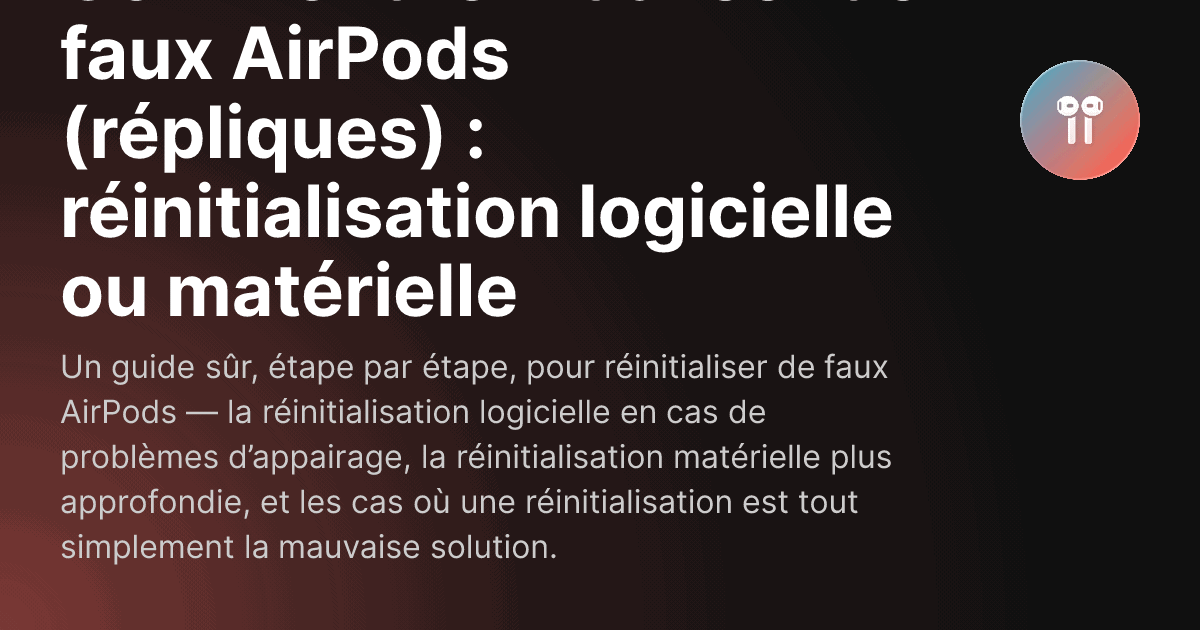 faux AirPods
(répliques) :
réinitialisation logicielle
ou matérielle
Un guide sûr, étape par étape, pour réinitialiser de faux
AirPods — la réinitialisation logicielle en cas de
problèmes d’appairage, la réinitialisation matérielle plus
approfondie, et les cas où une réinitialisation est tout
simplement la mauvaise solution.